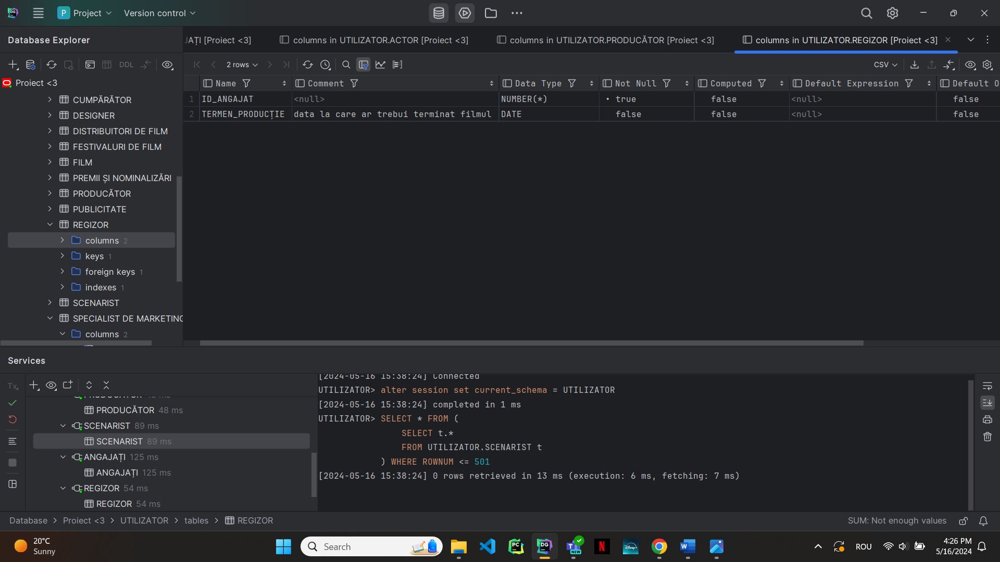 P Project Version control
Database Explorer
JAȚI [Proiect <3] columns in UTILIZATOR.ACTOR [Proiect <3] columns in UTILIZATOR.PRODUCĂTOR [Proiect <3] columns in UTILIZATOR.REGIZOR [Proiect <3]
DDL 2 rows CSV
Proiect <3
Name Comment Data Type Not Null Computed Default Expression Default O
1 ID_ANGAJAT <null> NUMBER(*) • true false <null> false
2 TERMEN_PRODUCȚIE data la care ar trebui terminat filmul DATE false false <null> false
CUMPĂRĂTOR
DESIGNER
DISTRIBUITORI DE FILM
FESTIVALURI DE FILM
FILM
PREMII ȘI NOMINALIZĂRI
PRODUCĂTOR
PUBLICITATE
REGIZOR
columns 2
keys 1
foreign keys 1
indexes 1
SCENARIST
SPECIALIST DE MARKETING
columns 2
Services
Tx
PRODUCĂTOR 48 ms
PRODUCĂTOR 48 ms
SCENARIST 89 ms
SCENARIST 89 ms
ANGAJAȚI 125 ms
ANGAJAȚI 125 ms
REGIZOR 54 ms
REGIZOR 54 ms
[2024-05-16 15:38:24] Connected
UTILIZATOR> alter session set current_schema = UTILIZATOR
[2024-05-16 15:38:24] completed in 1 ms
UTILIZATOR> SELECT * FROM (
SELECT t.*
FROM UTILIZATOR.SCENARIST t
) WHERE ROWNUM <= 501
[2024-05-16 15:38:24] 0 rows retrieved in 13 ms (execution: 6 ms, fetching: 7 ms)
Database > Proiect <3 > UTILIZATOR > tables > REGIZOR SUM: Not enough values
20°C
Sunny
Search
ROU
4:26 PM
5/16/2024